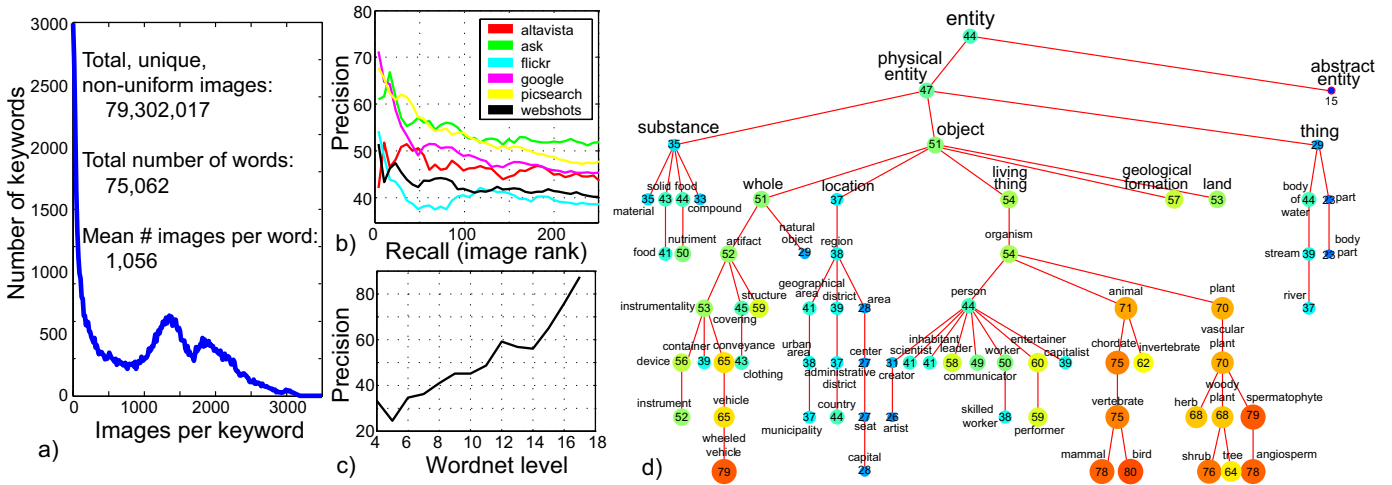 3000
2500
2000
1500
1000
500
0
0
1000
2000
3000
Number of keywords
Images per keyword
Total, unique,
non-uniform images:
79,302,017
Total number of words:
75,062
Mean # images per word:
1,056
a)
Precision
80
70
60
50
40
0
100
200
Precision
Recall (image rank)
altavista
ask
flickr
google
picsearch
webshots
b)
80
60
40
20
4
6
8
10
12
14
16
18
Precision
Wordnet level
c)
entity
44
physical
entity
47
abstract
entity
15
substance
35
object
51
thing
29
material
35
solid
43
food
44
compound
33
whole
51
location
37
living
thing
54
geological
formation
57
land
53
body
of
water
44
part
23
food
41
nutriment
50
artifact
52
natural
object
29
region
38
organism
54
stream
39
body
part
23
instrumentality
53
covering
45
structure
59
geographical
area
41
district
39
area
28
person
44
animal
71
plant
70
river
37
device
56
container
39
conveyance
65
clothing
43
urban
area
38
administrative
district
37
center
27
creator
31
scientist
41
inhabitant
41
leader
58
communicator
49
worker
50
entertainer
60
capitalist
39
chordate
75
invertebrate
62
vascular
plant
70
instrument
52
vehicle
65
municipality
37
country
44
seat
27
artist
26
skilled
worker
38
performer
59
vertebrate
75
herb
68
woody
plant
68
spermatophyte
79
wheeled
vehicle
79
capital
28
mammal
78
bird
80
shrub
76
tree
64
angiosperm
78
d)